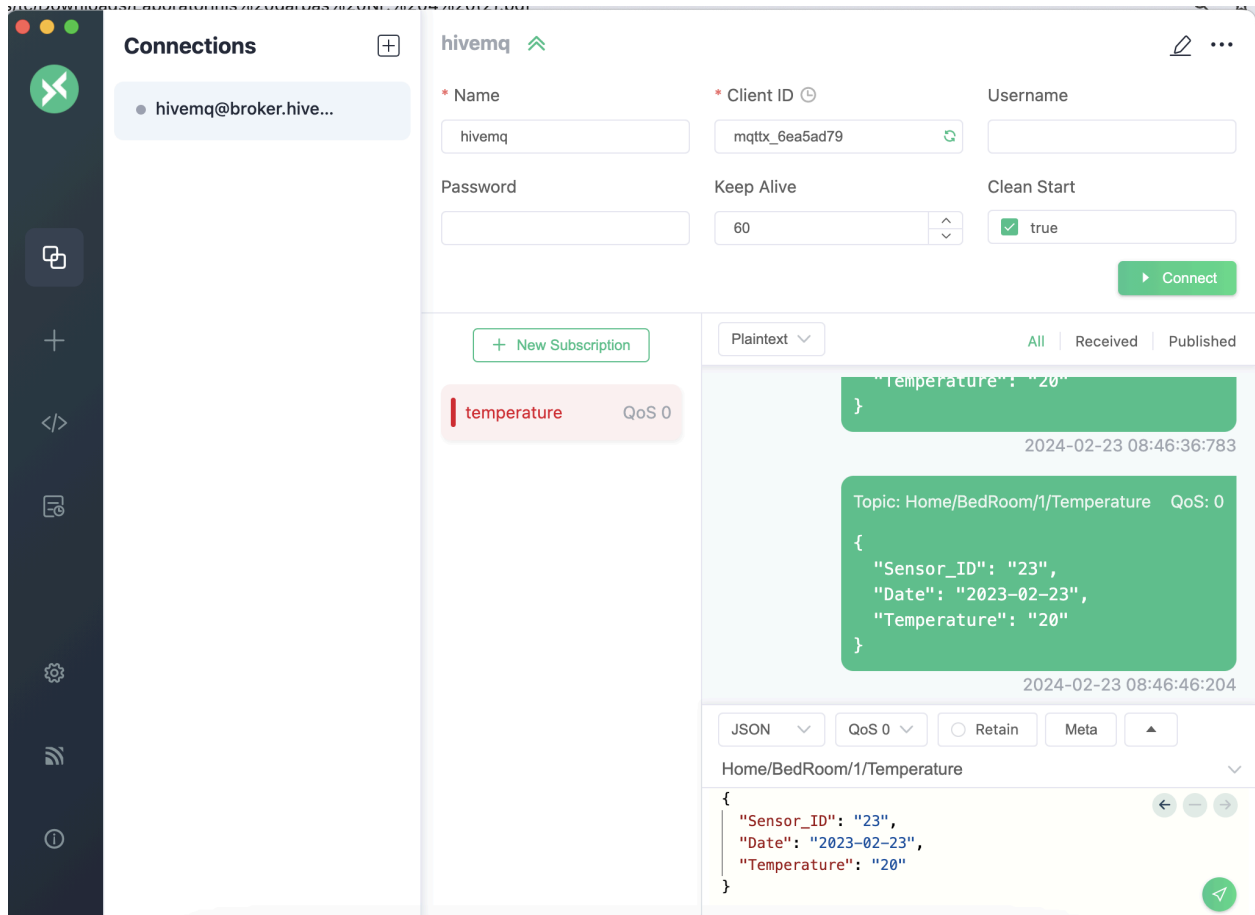 Connections
hivemq@broker.hive...
hivemq
* Name
* Client ID
Username
hivemq
mqttx_6ea5ad79
Password
Keep Alive
Clean Start
60
true
Connect
+ New Subscription
temperature QoS 0
Plaintext
All
Received
Published
"Temperature": "20"
}
2024-02-23 08:46:36:783
Topic: Home/BedRoom/1/Temperature QoS: 0
{
"Sensor_ID": "23",
"Date": "2023-02-23",
"Temperature": "20"
}
2024-02-23 08:46:46:204
JSON
QoS 0
Retain
Meta
Home/BedRoom/1/Temperature
{
"Sensor_ID": "23",
"Date": "2023-02-23",
"Temperature": "20"
}